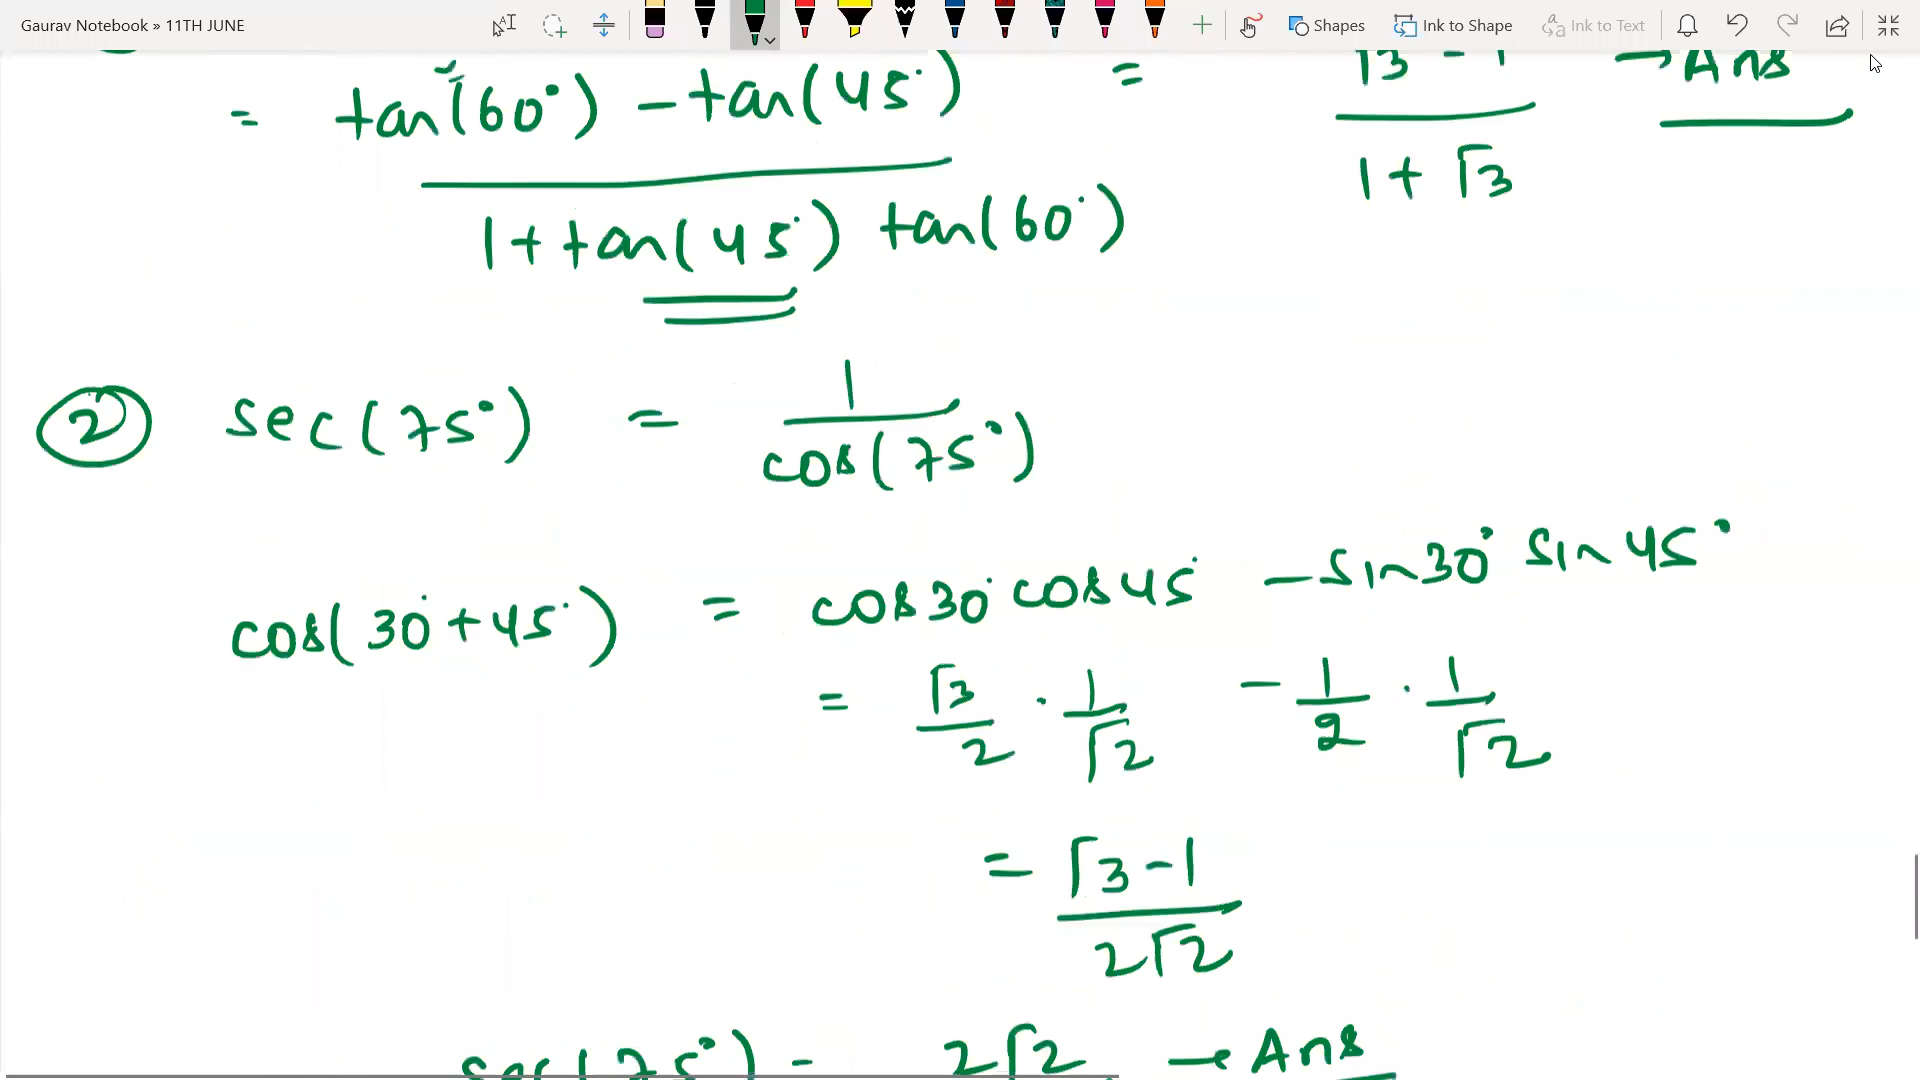 Gaurav Notebook » 11TH JUNE
Shapes
Ink to Shape
Ink to Text
= tan(60°) - tan(45°) / 1 + tan(45°) tan(60°) = √3 - 1 / 1 + √3 → Ans
2 sec(75°) = 1 / cos(75°)
cos(30° + 45°) = cos30° cos45° - sin30° sin45°
= √3/2 · 1/√2 - 1/2 · 1/√2
= √3 - 1 / 2√2
sec(75°) = 2√2 → Ans